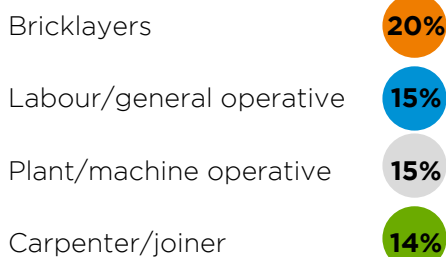 Bricklayers 20%
Labour/general operative 15%
Plant/machine operative 15%
Carpenter/joiner 14%